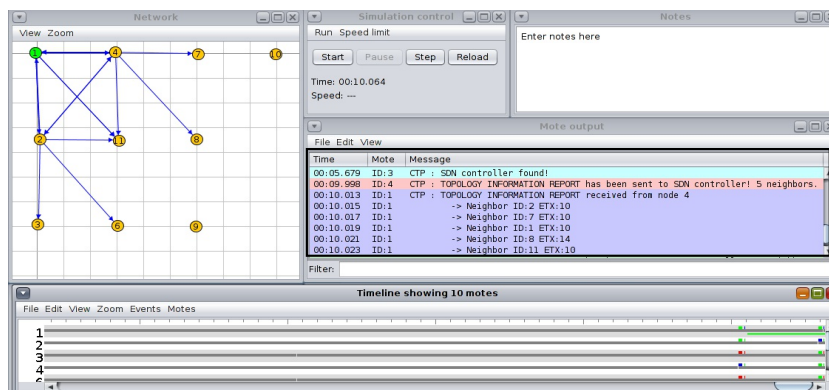 Network
View Zoom
1
4
7
10
2
11
8
3
6
9
Simulation control
Run Speed limit
Start Pause Step Reload
Time: 00:10.064
Speed: ---
Notes
Enter notes here
Mote output
File Edit View
Time Mote Message
00:05.679 ID:3 CTP : SDN controller found!
00:09.998 ID:4 CTP : TOPOLOGY INFORMATION REPORT has been sent to SDN controller! 5 neighbors.
00:10.013 ID:1 CTP : TOPOLOGY INFORMATION REPORT received from node 4
00:10.015 ID:1 -> Neighbor ID:2 ETX:10
00:10.017 ID:1 -> Neighbor ID:7 ETX:10
00:10.019 ID:1 -> Neighbor ID:1 ETX:10
00:10.021 ID:1 -> Neighbor ID:8 ETX:14
00:10.023 ID:1 -> Neighbor ID:11 ETX:10
Filter:
Timeline showing 10 motes
File Edit View Zoom Events Motes
1
2
3
4